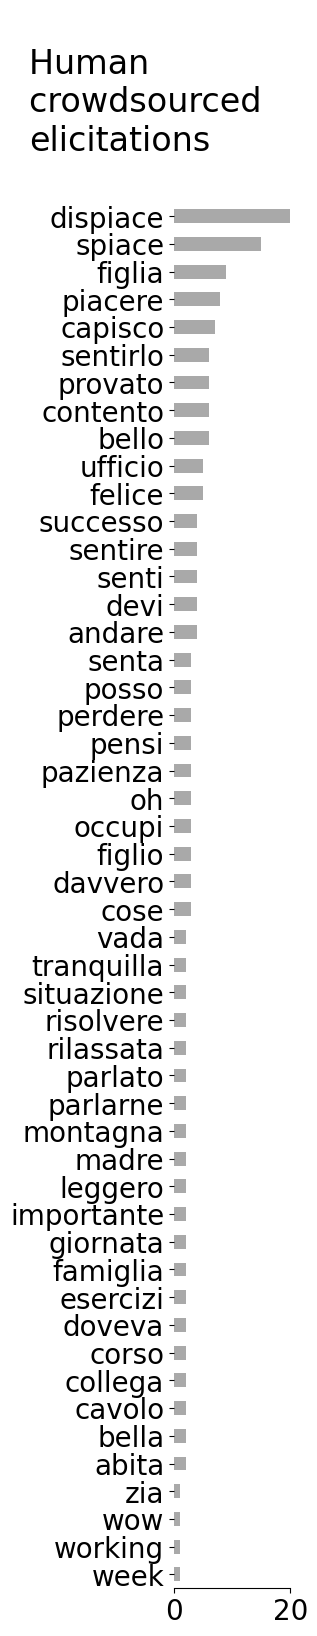 Human
crowdsourced
elicitations
dispiace
spiace
figlia
piacere
capisco
sentirlo
provato
contento
bello
ufficio
felice
successo
sentire
senti
devi
andare
senta
posso
perdere
pensi
pazienza
oh
occupi
figlio
davvero
cose
vada
tranquilla
situazione
risolvere
rilassata
parlato
parlarne
montagna
madre
leggero
importante
giornata
famiglia
esercizi
doveva
corso
collega
cavolo
bella
abita
zia
wow
working
week
0 20